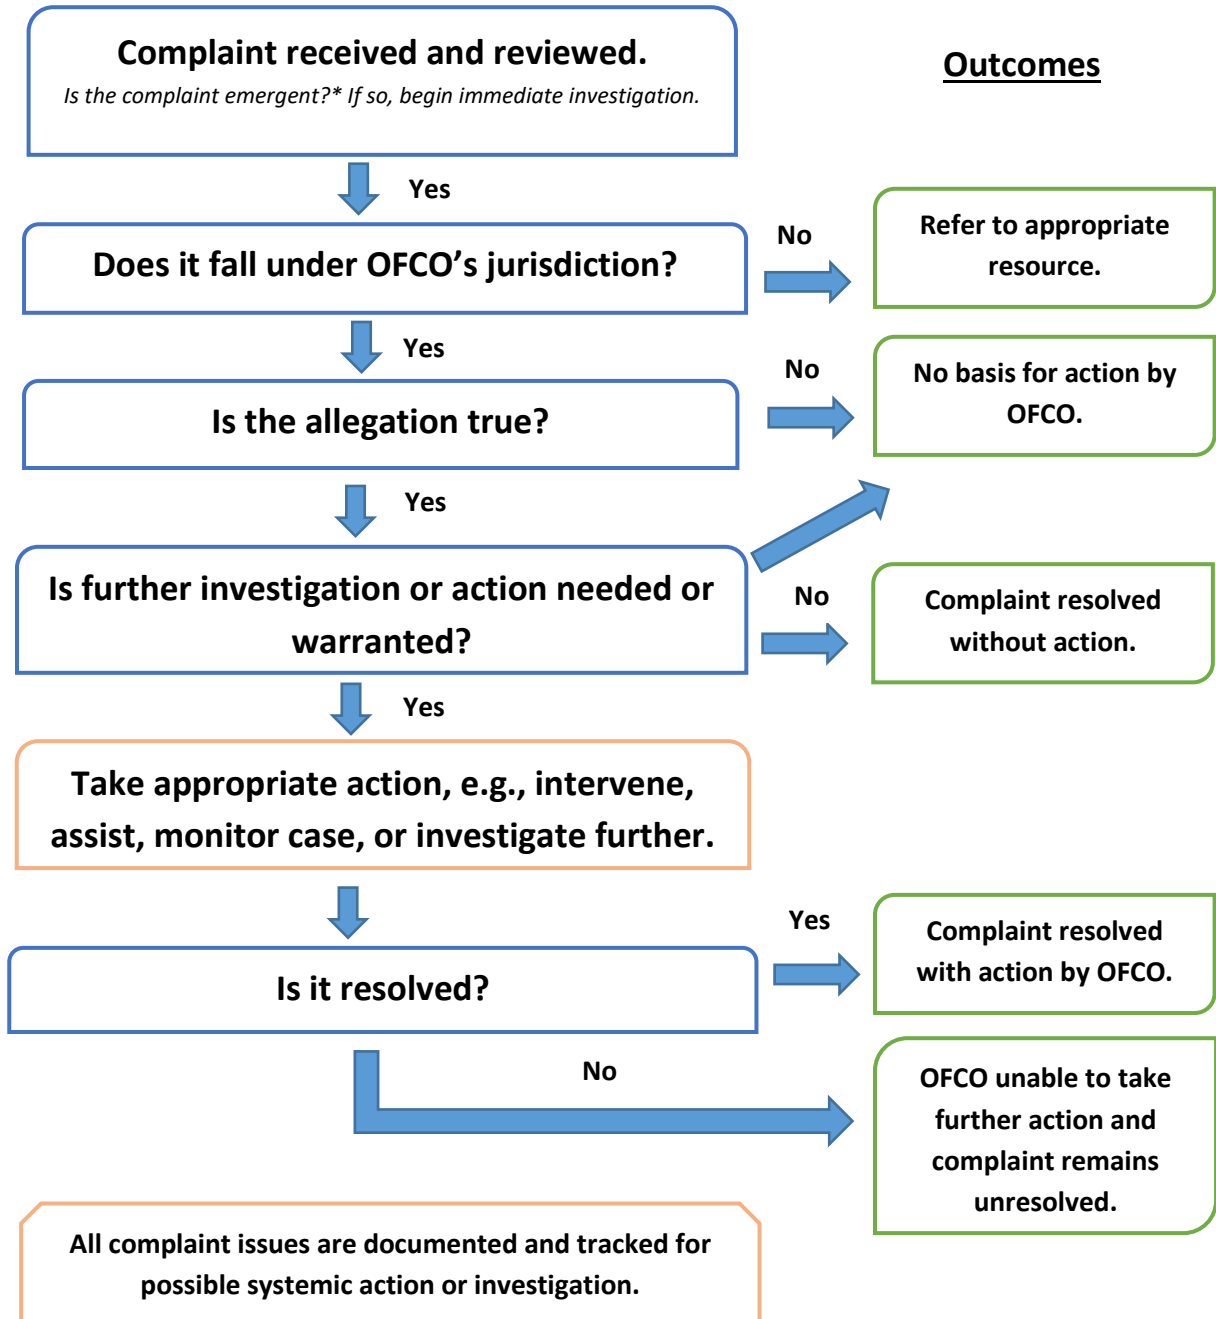 Complaint received and reviewed.
Is the complaint emergent?* If so, begin immediate investigation.
Outcomes
Yes
Does it fall under OFCO’s jurisdiction?
No
Refer to appropriate
resource.
Yes
Is the allegation true?
No
No basis for action by
OFCO.
Yes
Is further investigation or action needed or
warranted?
No
Complaint resolved
without action.
Yes
Take appropriate action, e.g., intervene,
assist, monitor case, or investigate further.
Is it resolved?
Yes
Complaint resolved
with action by OFCO.
No
OFCO unable to take
further action and
complaint remains
unresolved.
All complaint issues are documented and tracked for
possible systemic action or investigation.